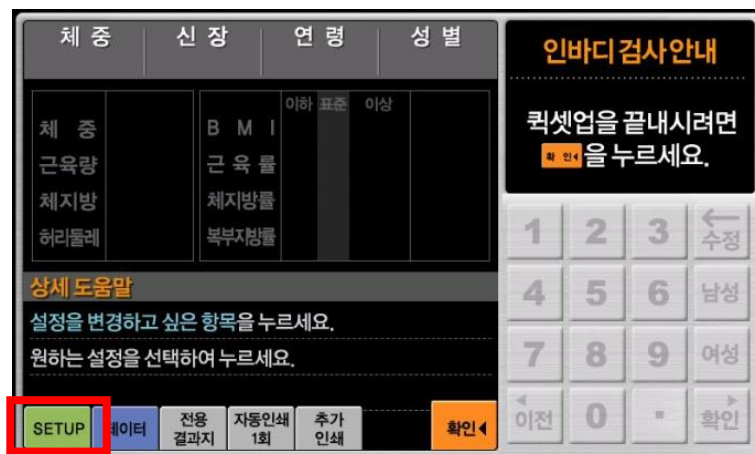 체 중 신 장 연 령 성 별
이하 표준 이상
체 중 B M I
근육량 근 육 률
체지방 체지방률
허리둘레 복부지방률
상세 도움말
설정을 변경하고 싶은 항목을 누르세요.
원하는 설정을 선택하여 누르세요.
SETUP 데이터 전용 결과지 자동인쇄 1회 추가 인쇄 확인◀
인바디 검사안내
퀵셋업을 끝내시려면
확 인◀ 을 누르세요.
1 2 3 ← 수정
4 5 6 남성
7 8 9 여성
◀ 이전 0 . ▶ 확인